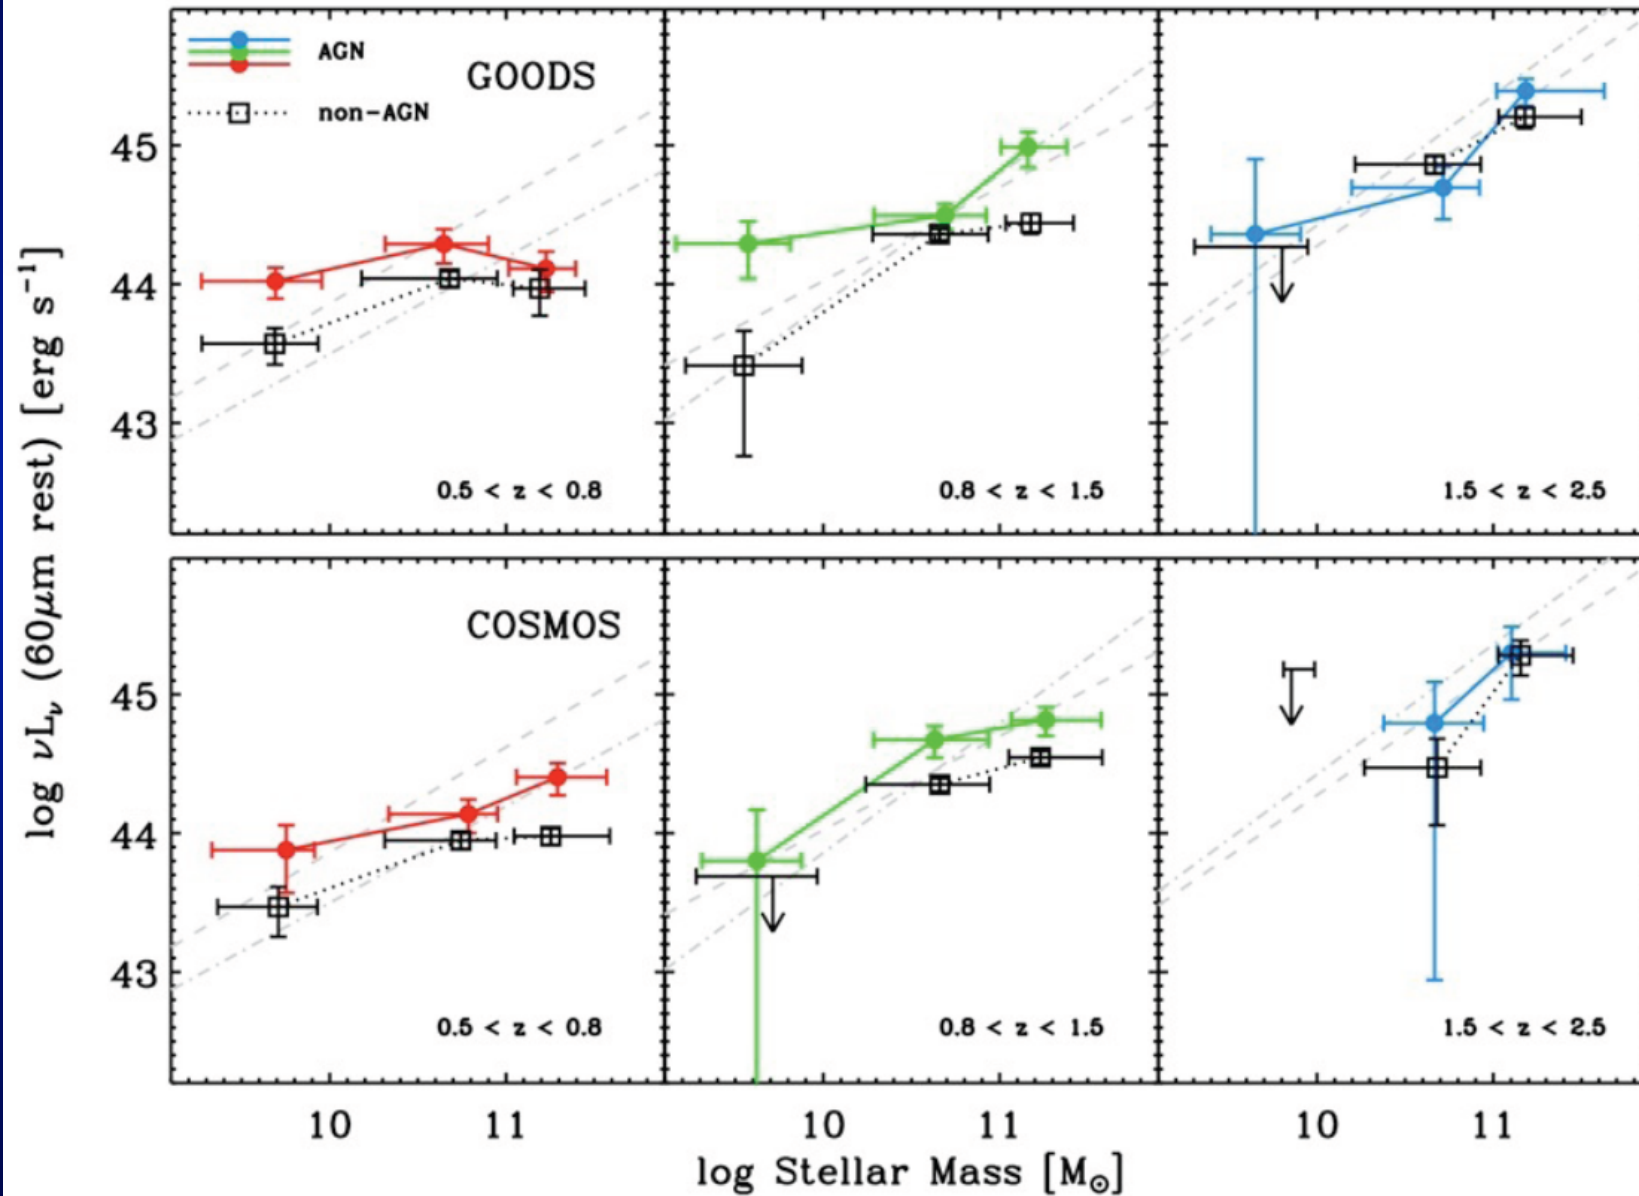 AGN
GOODS
non-AGN
45
44
43
0.5 < z < 0.8
0.8 < z < 1.5
1.5 < z < 2.5
log νLν (60μm rest) [erg s⁻¹]
COSMOS
45
44
43
0.5 < z < 0.8
0.8 < z < 1.5
1.5 < z < 2.5
10 11 10 11 10 11
log Stellar Mass [M⊙]